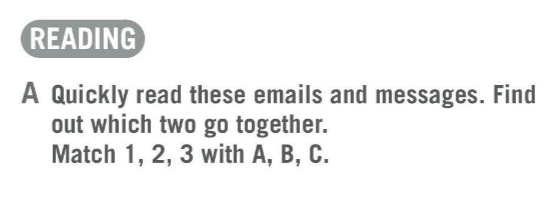 READING
A Quickly read these emails and messages. Find
out which two go together.
Match 1, 2, 3 with A, B, C.